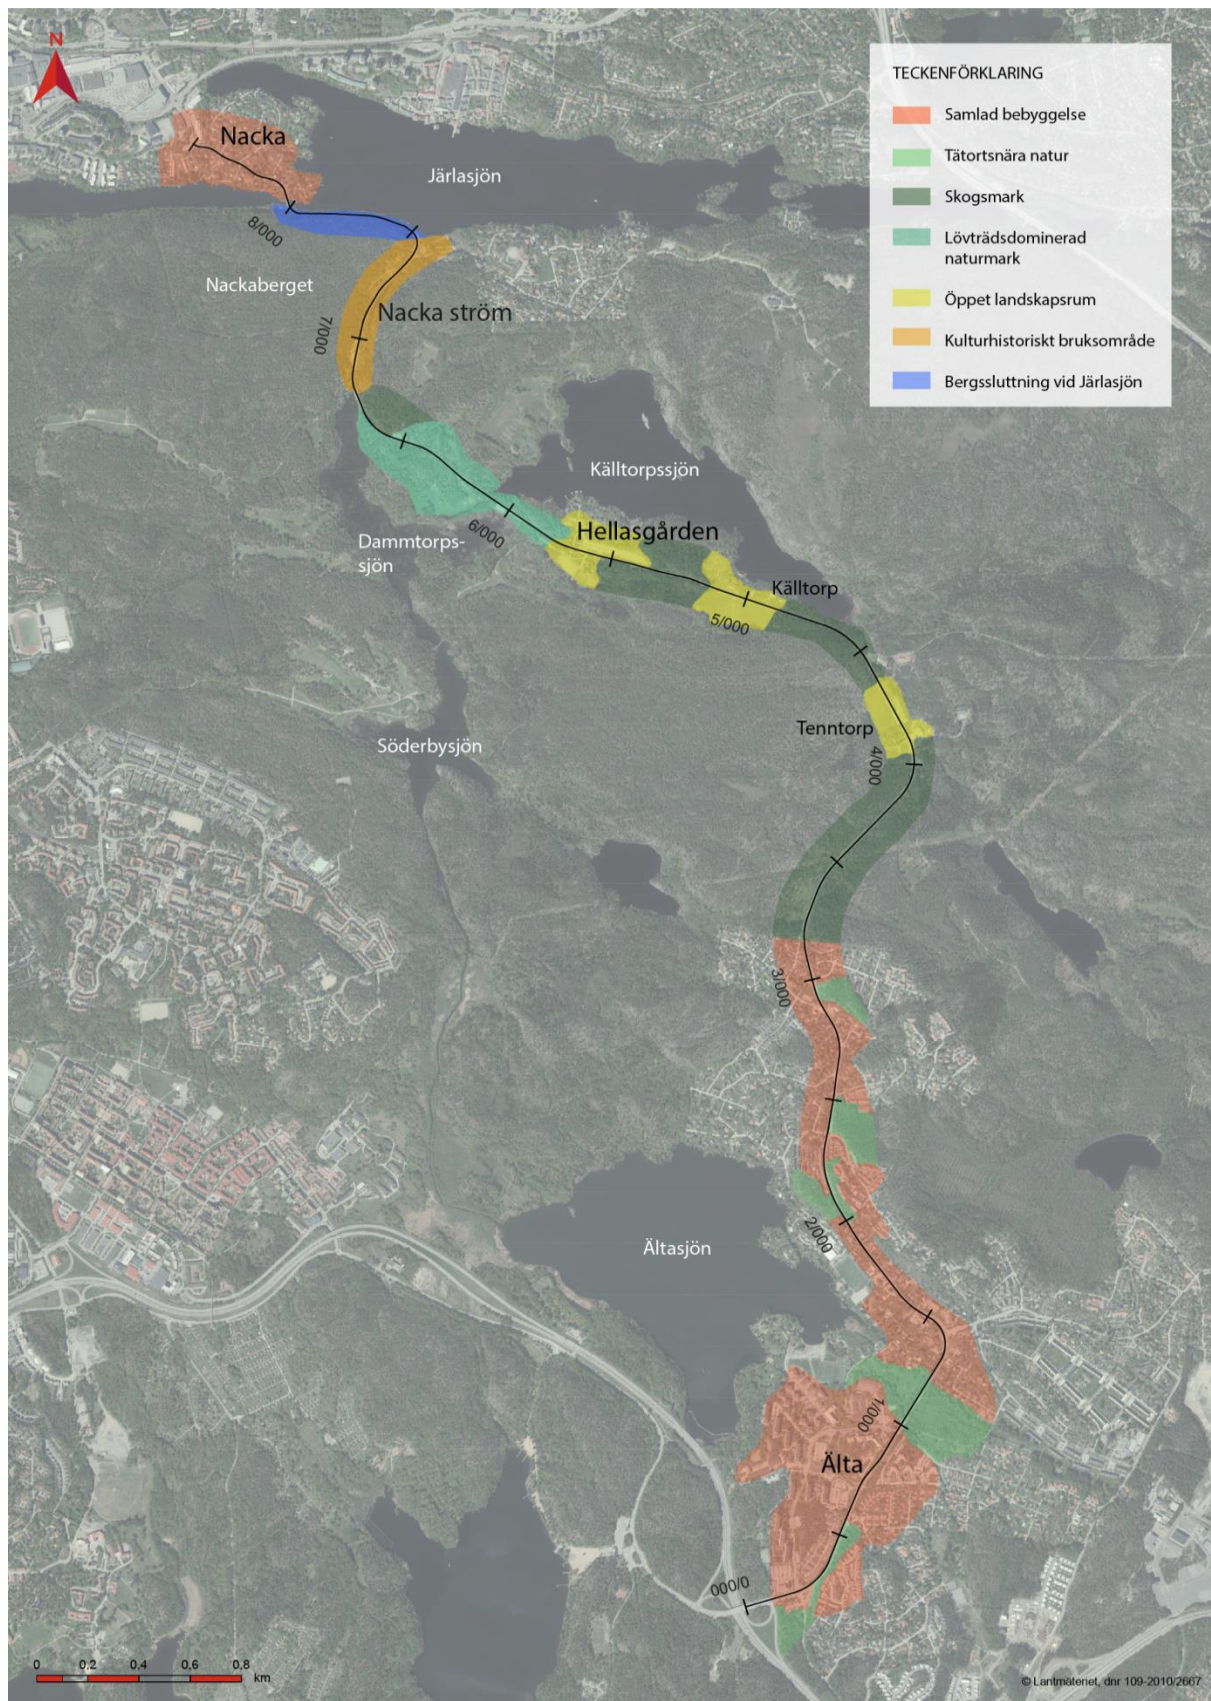 N
TECKENFÖRKLARING
Samlad bebyggelse
Tätortsnära natur
Skogsmark
Lövträdsdominerad
naturmark
Öppet landskapsrum
Kulturhistoriskt bruksområde
Bergssluttning vid Järlasjön
Nacka
Järlasjön
8/000
Nackaberget
Nacka ström
7/000
Källtorpssjön
6/000
Hellasgården
Dammtorps-
sjön
Källtorp
5/000
Tenntorp
4/000
Söderbysjön
3/000
2/000
Ältasjön
1/000
Älta
0/000
0 0,2 0,4 0,6 0,8
km
© Lantmätenet, dnr 109-2010/2667